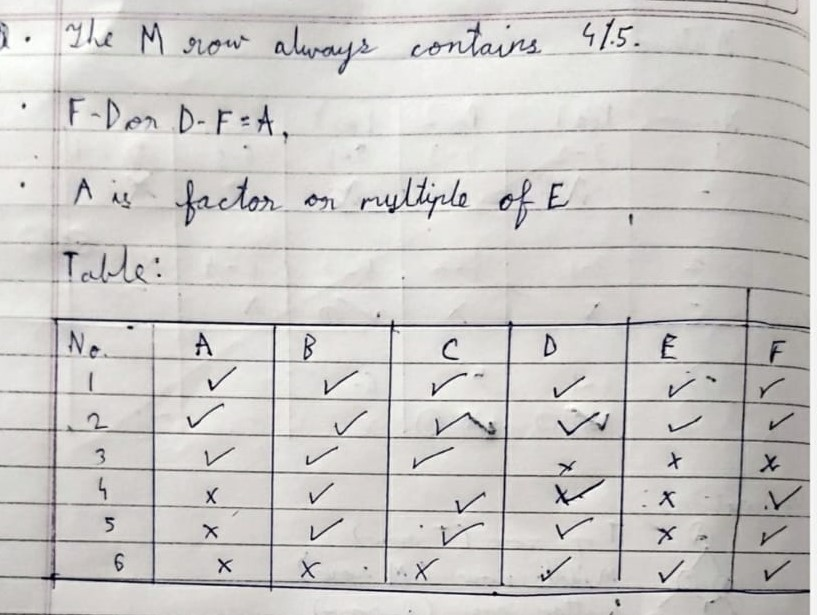 . The M row always contains 4/5.
· F-D or D-F=A,
· A is factor or multiple of E
Table:
No. A B C D E F
1 ✓ ✓ ✓ ✓ ✓ ✓
2 ✓ ✓ ✓ ✓ ✓ ✓
3 ✓ ✓ ✓ x x x
4 x ✓ ✓ ✓ x ✓
5 x ✓ ✓ ✓ x ✓
6 x x x ✓ ✓ ✓